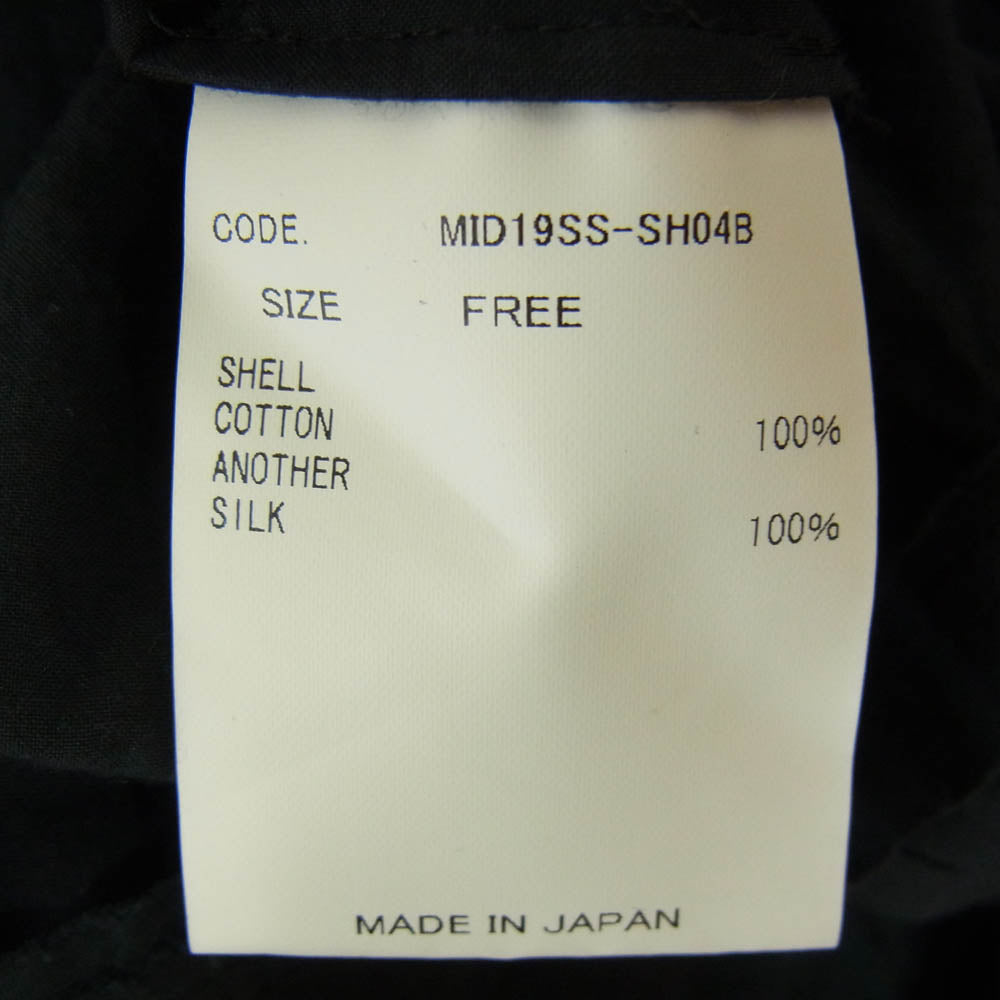 CODE. MID19SS-SH04B
SIZE FREE
SHELL
COTTON 100%
ANOTHER
SILK 100%
MADE IN JAPAN